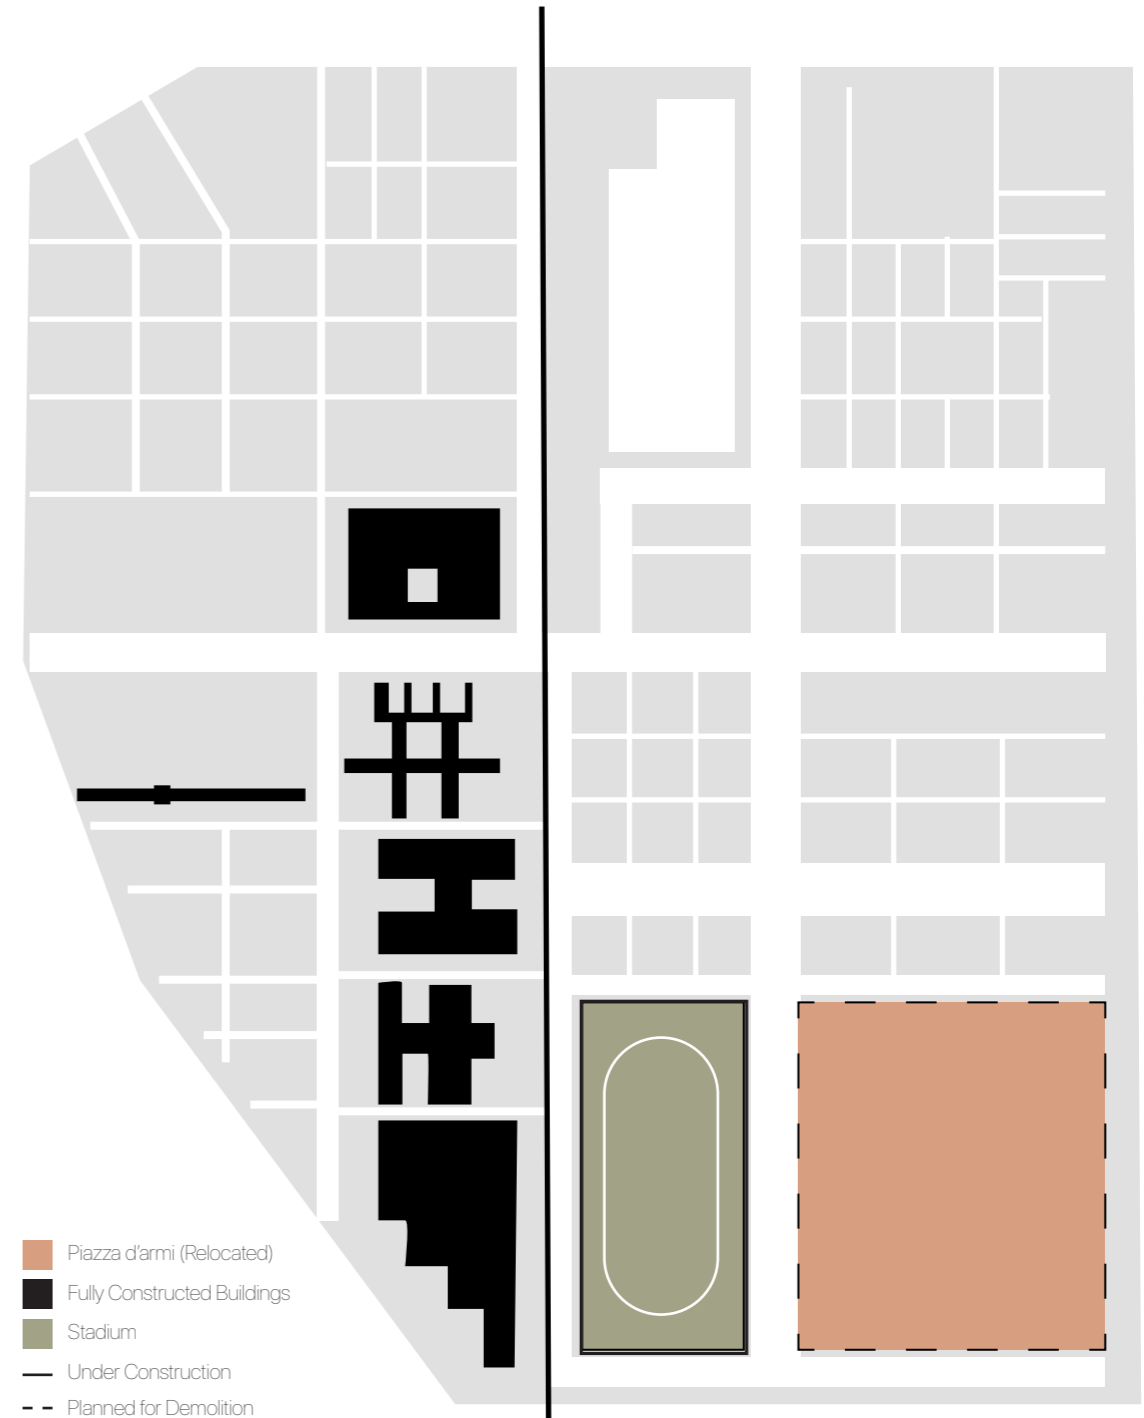 Piazza d'armi (Relocated)
Fully Constructed Buildings
Stadium
Under Construction
Planned for Demolition